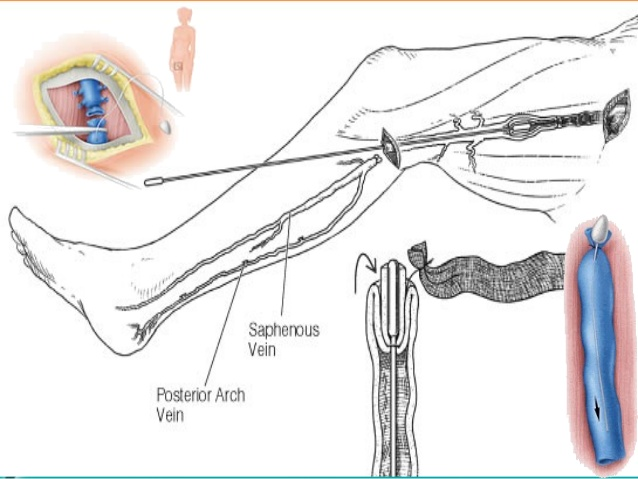 Saphenous
Vein
Posterior Arch
Vein